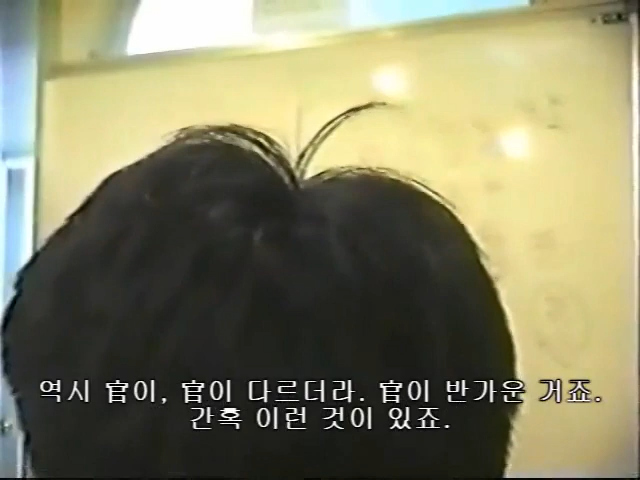 역시 官이, 官이 다르더라. 官이 반가운 거죠.
간혹 이런 것이 있죠.